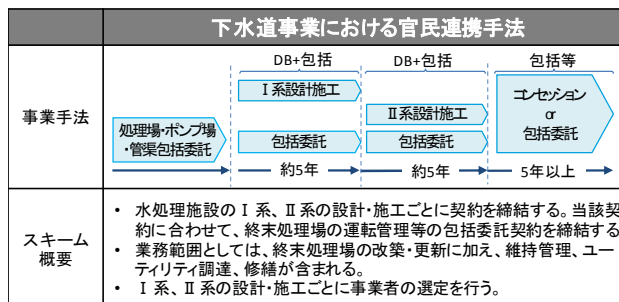 下水道事業における官民連携手法
事業手法
DB+包括
DB+包括
包括等
Ⅰ系設計施工
Ⅱ系設計施工
コンセッション
or
包括委託
処理場・ポンプ場
・管渠包括委託
包括委託
包括委託
約5年
約5年
5年以上
スキーム
概要
• 水処理施設のⅠ系、Ⅱ系の設計・施工ごとに契約を締結する。当該契
約に合わせて、終末処理場の運転管理等の包括委託契約を締結する
• 業務範囲としては、終末処理場の改築・更新に加え、維持管理、ユー
ティリティ調達、修繕が含まれる。
• Ⅰ系、Ⅱ系の設計・施工ごとに事業者の選定を行う。